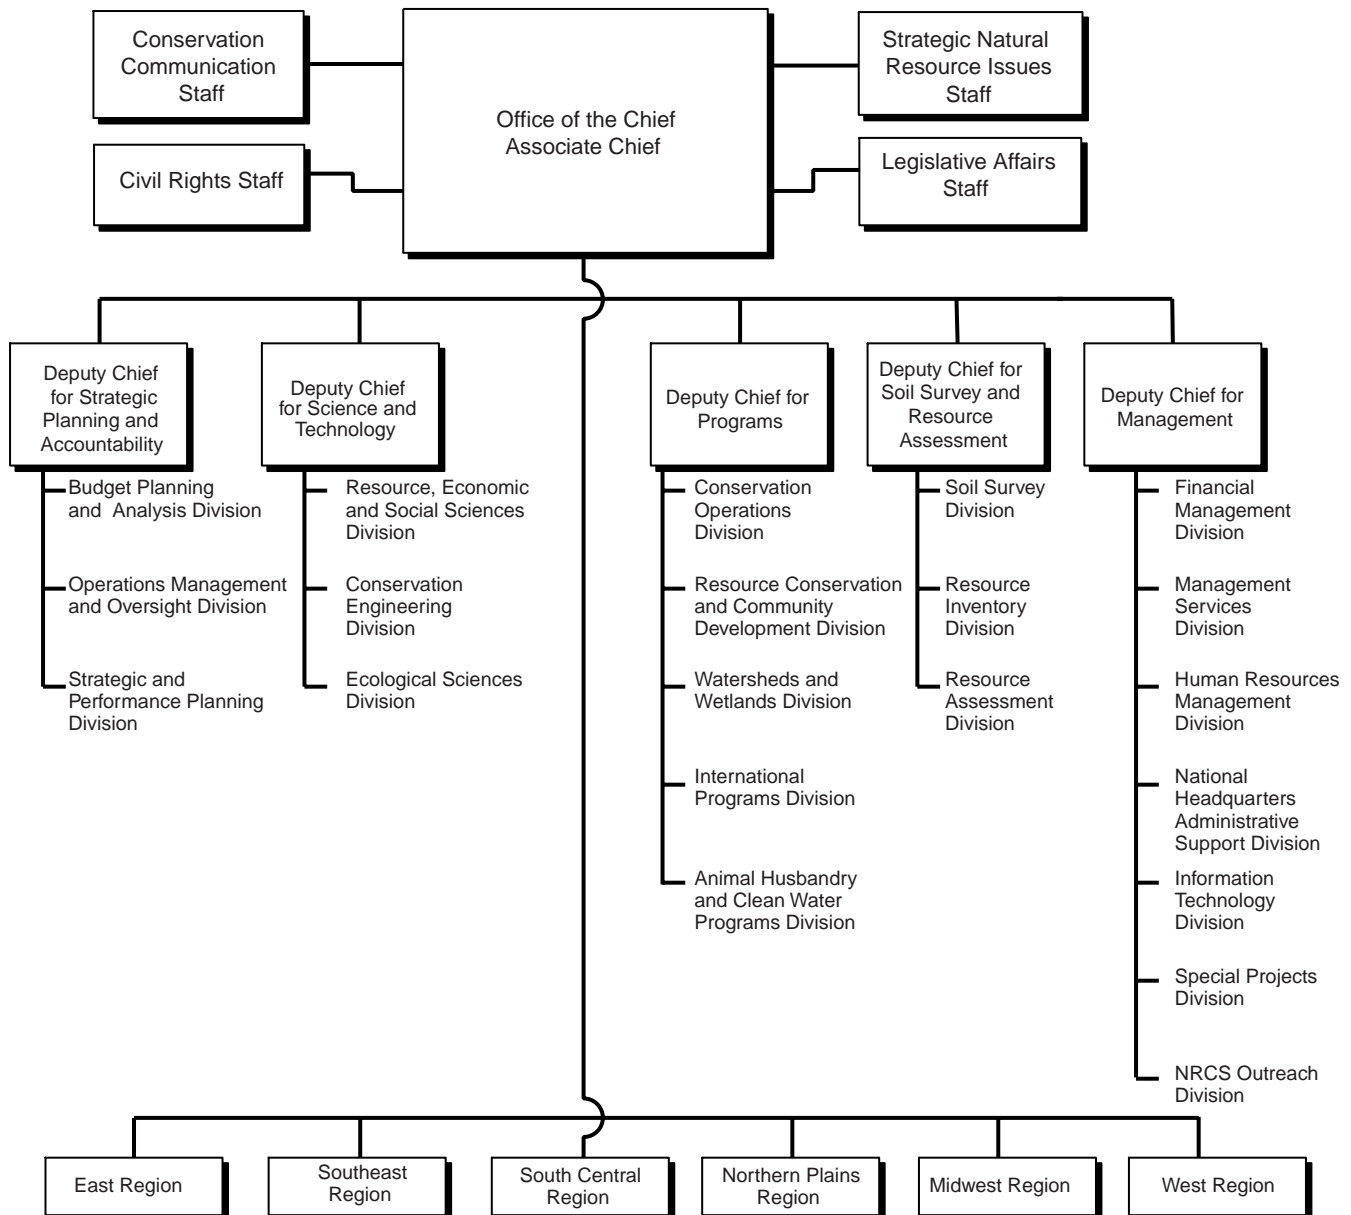 Conservation
Communication
Staff
Office of the Chief
Associate Chief
Strategic Natural
Resource Issues
Staff
Civil Rights Staff
Legislative Affairs
Staff
Deputy Chief
for Strategic
Planning and
Accountability
Budget Planning
and Analysis Division
Operations Management
and Oversight Division
Strategic and
Performance Planning
Division
Deputy Chief
for Science and
Technology
Resource, Economic
and Social Sciences
Division
Conservation
Engineering
Division
Ecological Sciences
Division
Deputy Chief for
Programs
Conservation
Operations
Division
Resource Conservation
and Community
Development Division
Watersheds and
Wetlands Division
International
Programs Division
Animal Husbandry
and Clean Water
Programs Division
Deputy Chief for
Soil Survey and
Resource
Assessment
Soil Survey
Division
Resource
Inventory
Division
Resource
Assessment
Division
Deputy Chief for
Management
Financial
Management
Division
Management
Services
Division
Human Resources
Management
Division
National
Headquarters
Administrative
Support Division
Information
Technology
Division
Special Projects
Division
NRCS Outreach
Division
East Region
Southeast
Region
South Central
Region
Northern Plains
Region
Midwest Region
West Region